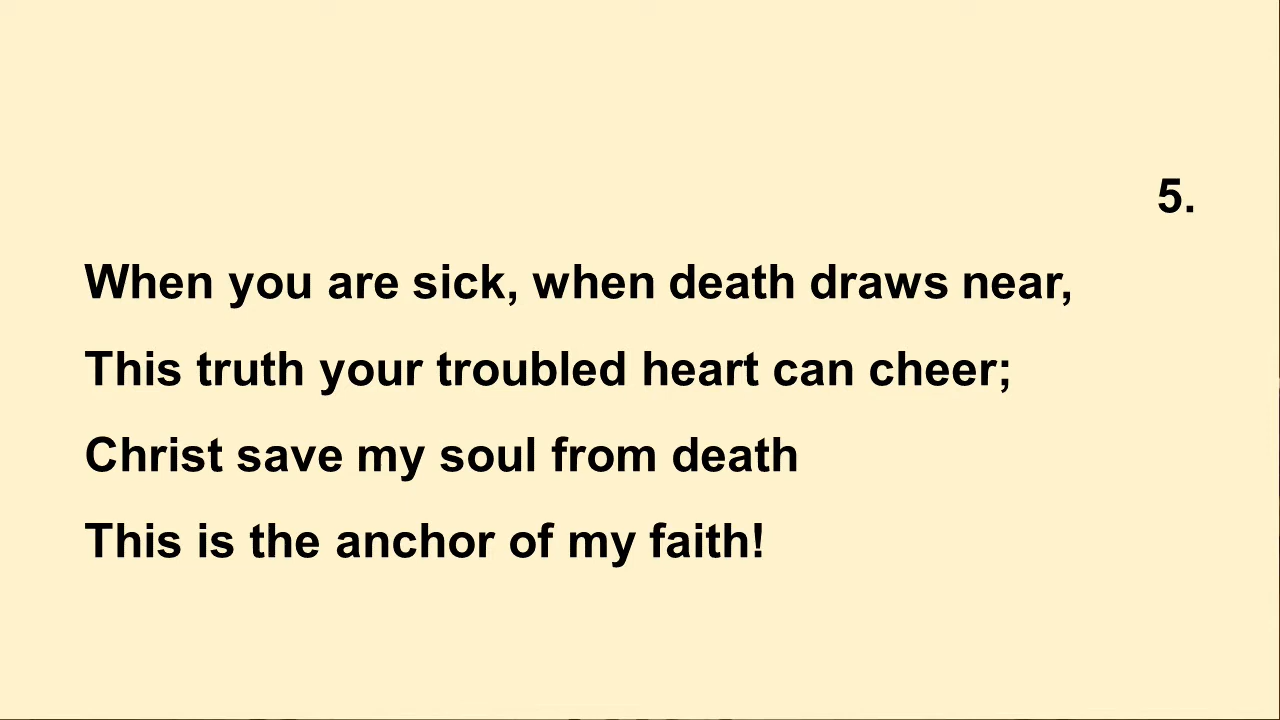 5.
When you are sick, when death draws near,
This truth your troubled heart can cheer;
Christ save my soul from death
This is the anchor of my faith!